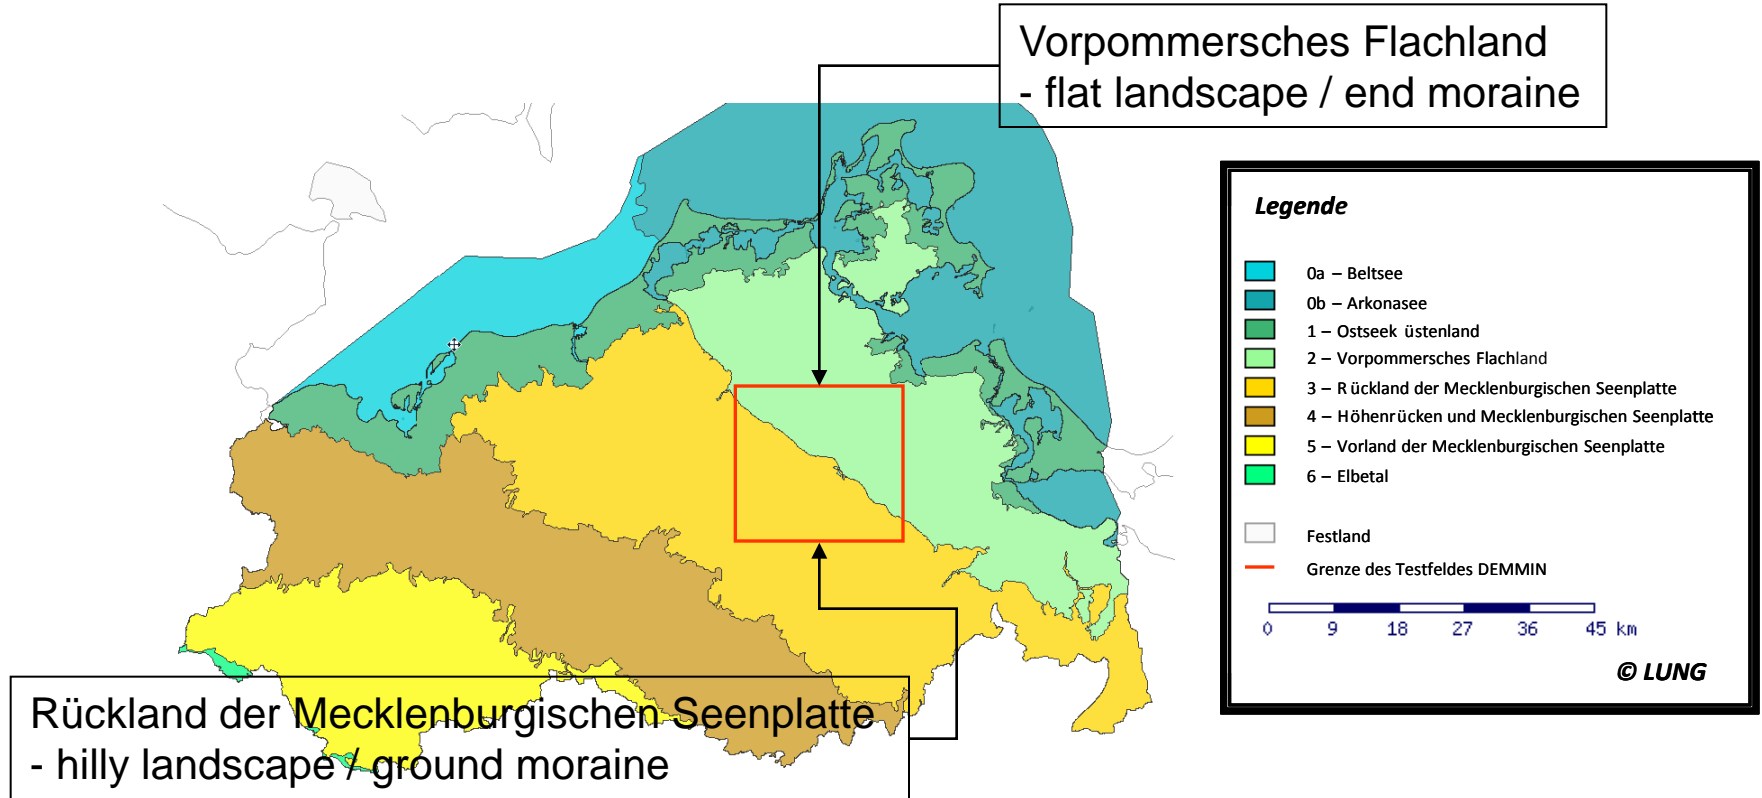 Vorpommersches Flachland
- flat landscape / end moraine
Legende
0a – Beltsee
0b – Arkonasee
1 – Ostseek üstenland
2 – Vorpommersches Flachland
3 – R ückland der Mecklenburgischen Seenplatte
4 – Höhenrücken und Mecklenburgischen Seenplatte
5 – Vorland der Mecklenburgischen Seenplatte
6 – Elbetal
Festland
Grenze des Testfeldes DEMMIN
0 9 18 27 36 45 km
© LUNG
Rückland der Mecklenburgischen Seenplatte
- hilly landscape / ground moraine